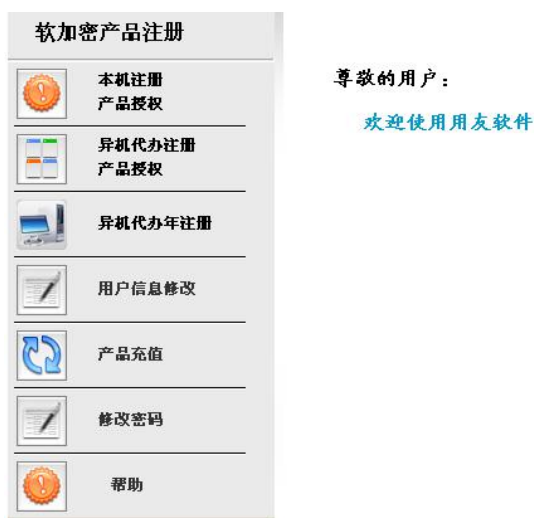 软加密产品注册
本机注册
产品授权
异机代办注册
产品授权
异机代办年注册
用户信息修改
产品充值
修改密码
帮助
尊敬的用户：
欢迎使用用友软件